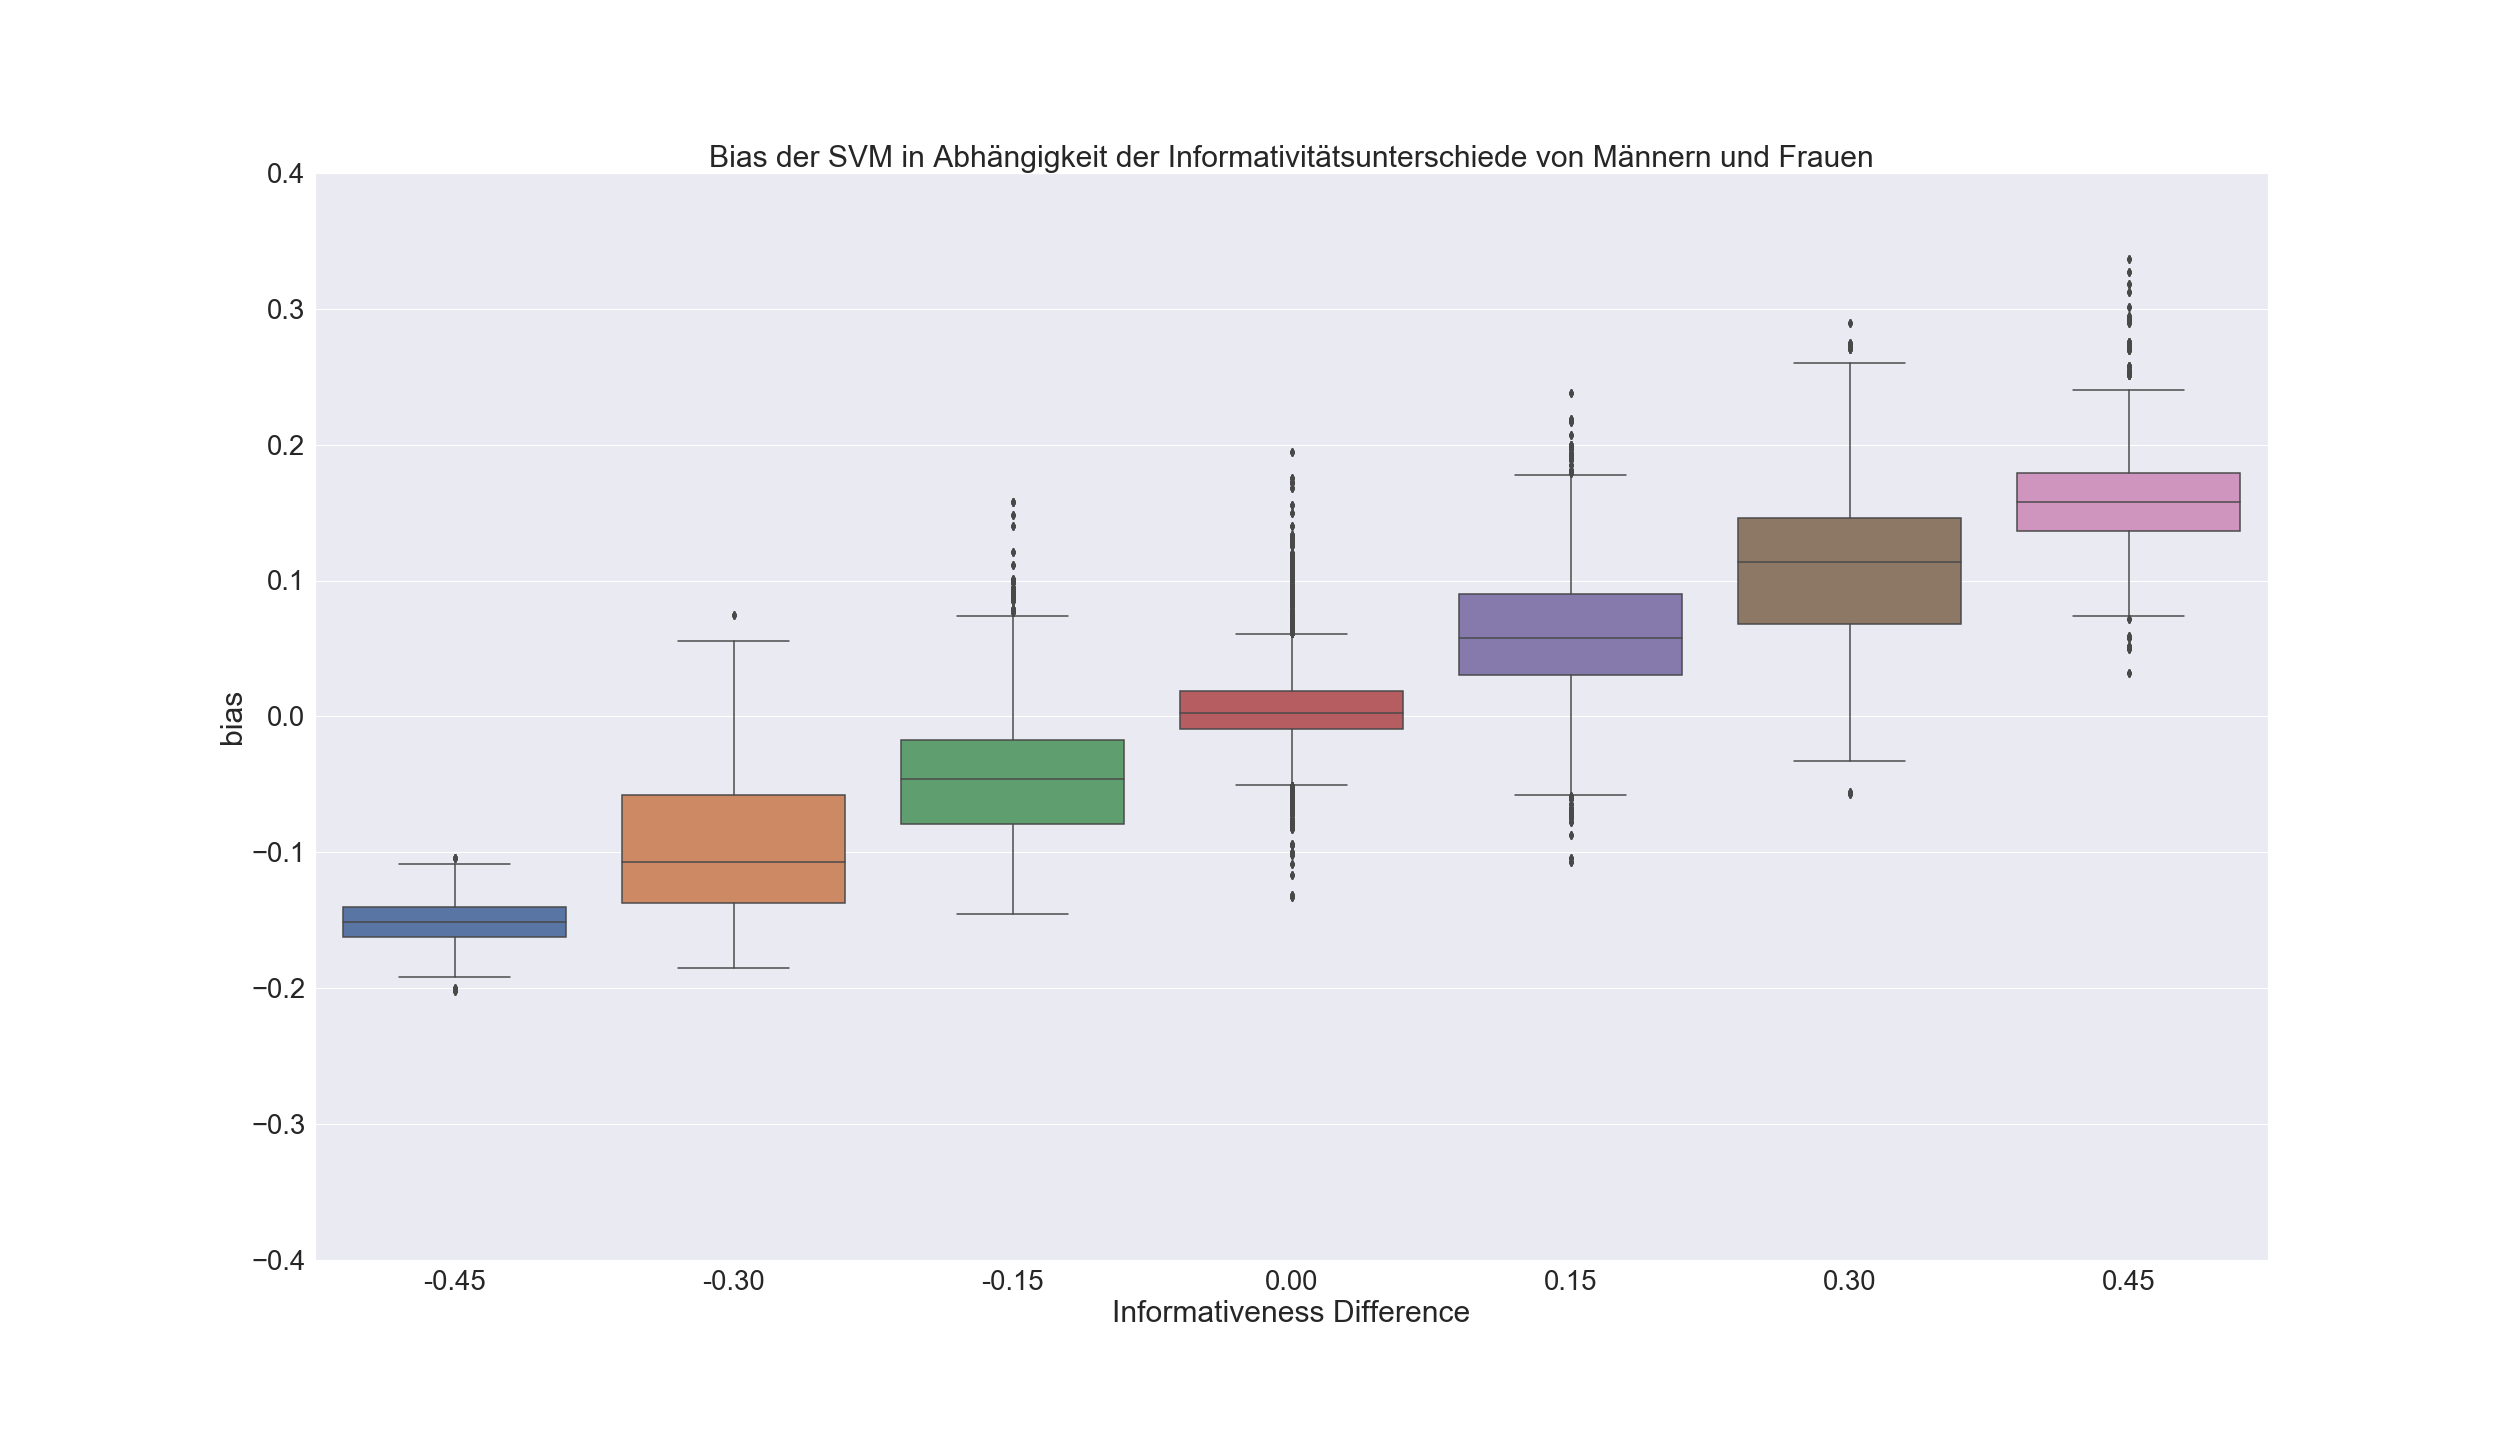 Bias der SVM in Abhängigkeit der Informativitätsunterschiede von Männern und Frauen
0.4
0.3
0.2
0.1
0.0
−0.1
−0.2
−0.3
−0.4
bias
-0.45 -0.30 -0.15 0.00 0.15 0.30 0.45
Informativeness Difference